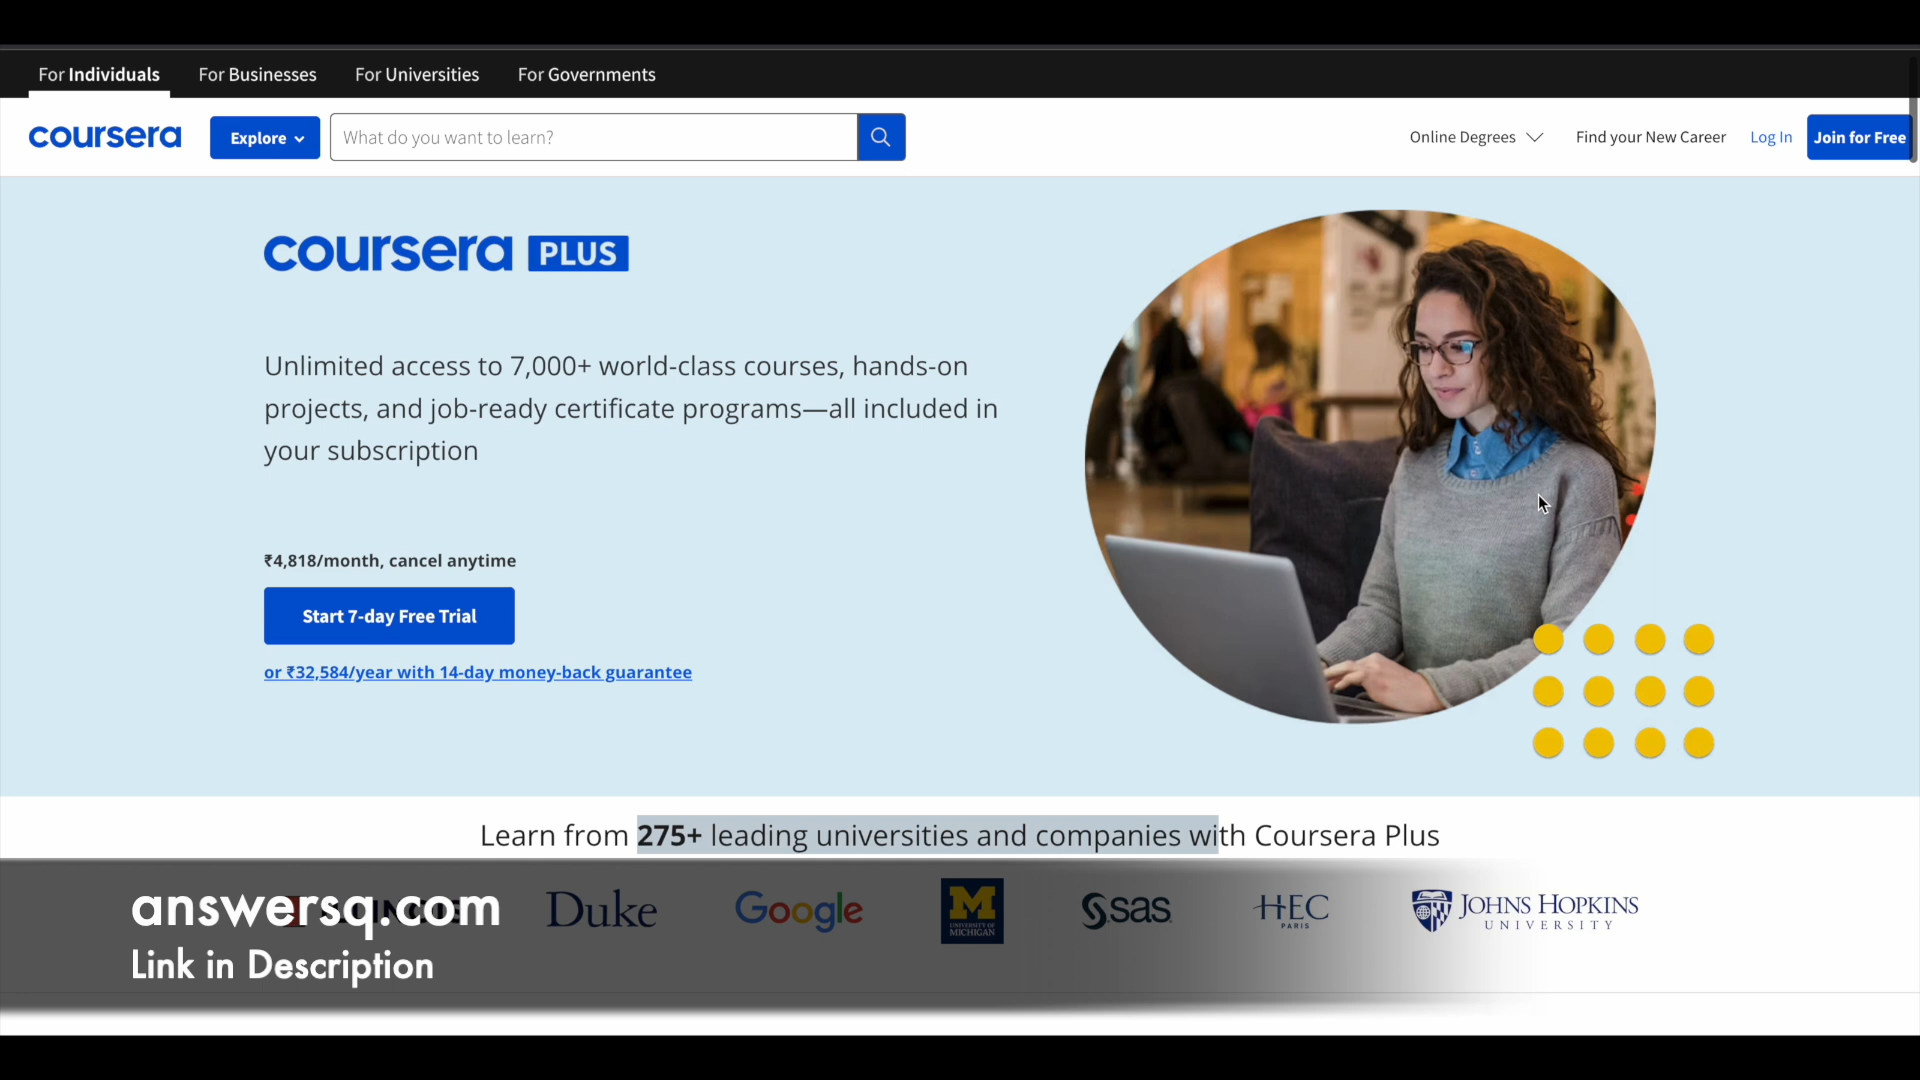 For Individuals For Businesses For Universities For Governments
coursera Explore What do you want to learn? Online Degrees Find your New Career Log In Join for Free
coursera PLUS
Unlimited access to 7,000+ world-class courses, hands-on
projects, and job-ready certificate programs—all included in
your subscription
₹4,818/month, cancel anytime
Start 7-day Free Trial
or ₹32,584/year with 14-day money-back guarantee
Learn from 275+ leading universities and companies with Coursera Plus
answersq.com
Link in Description
Duke
Google
M
UNIVERSITY OF
MICHIGAN
sas
HEC
PARIS
JOHNS HOPKINS
UNIVERSITY